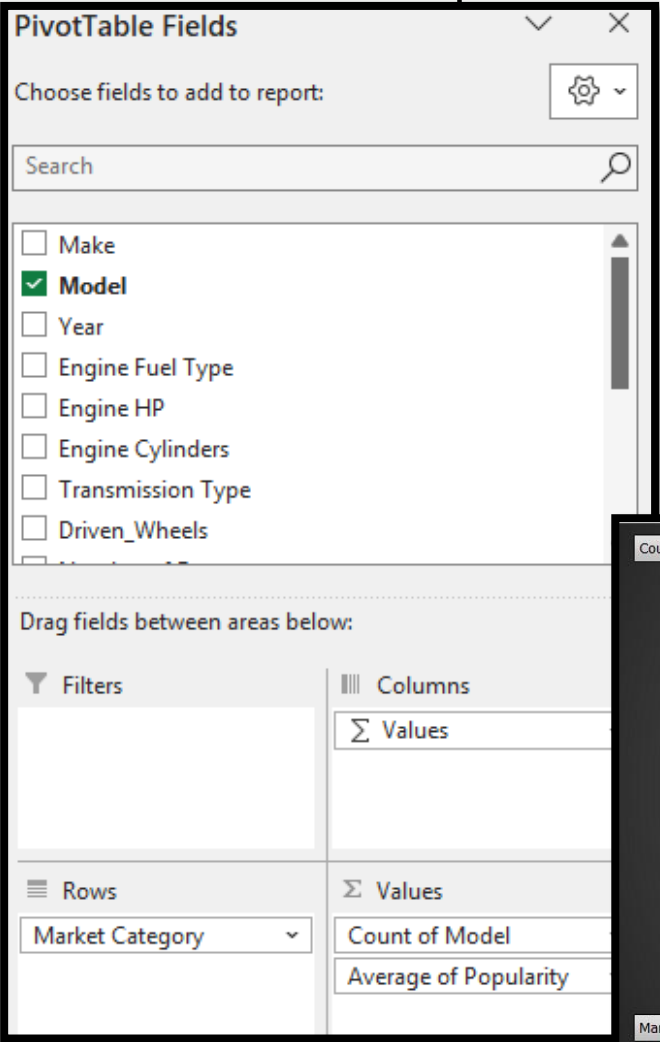 PivotTable Fields
Choose fields to add to report:
Search
Make
Model
Year
Engine Fuel Type
Engine HP
Engine Cylinders
Transmission Type
Driven_Wheels
Drag fields between areas below:
Filters
Columns
Σ Values
Rows
Σ Values
Market Category
Count of Model
Average of Popularity
Cou
Mar